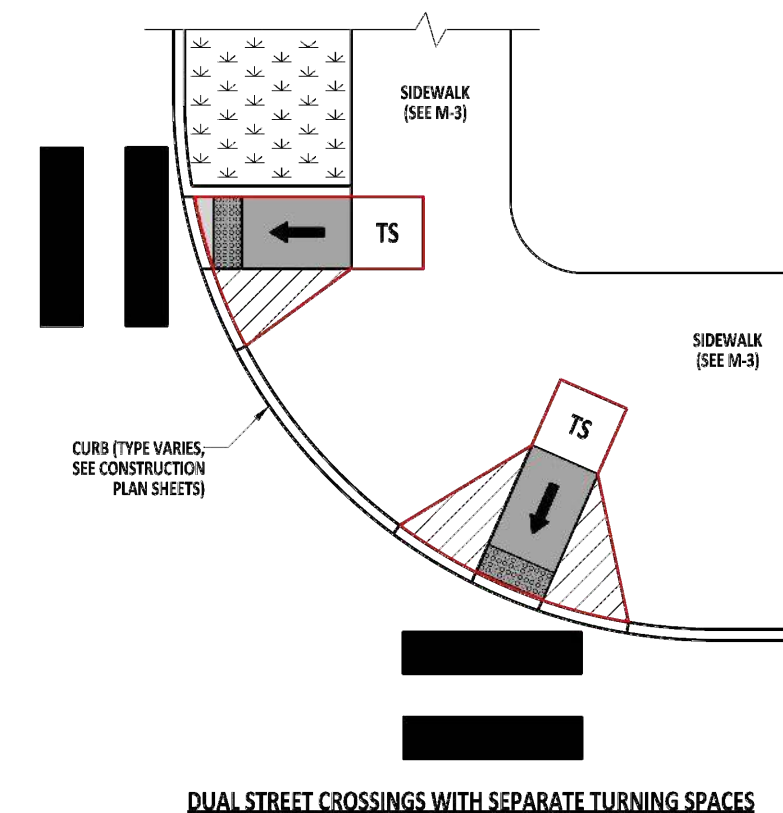 SIDEWALK
(SEE M-3)
TS
SIDEWALK
(SEE M-3)
TS
CURB (TYPE VARIES,
SEE CONSTRUCTION
PLAN SHEETS)
DUAL STREET CROSSINGS WITH SEPARATE TURNING SPACES